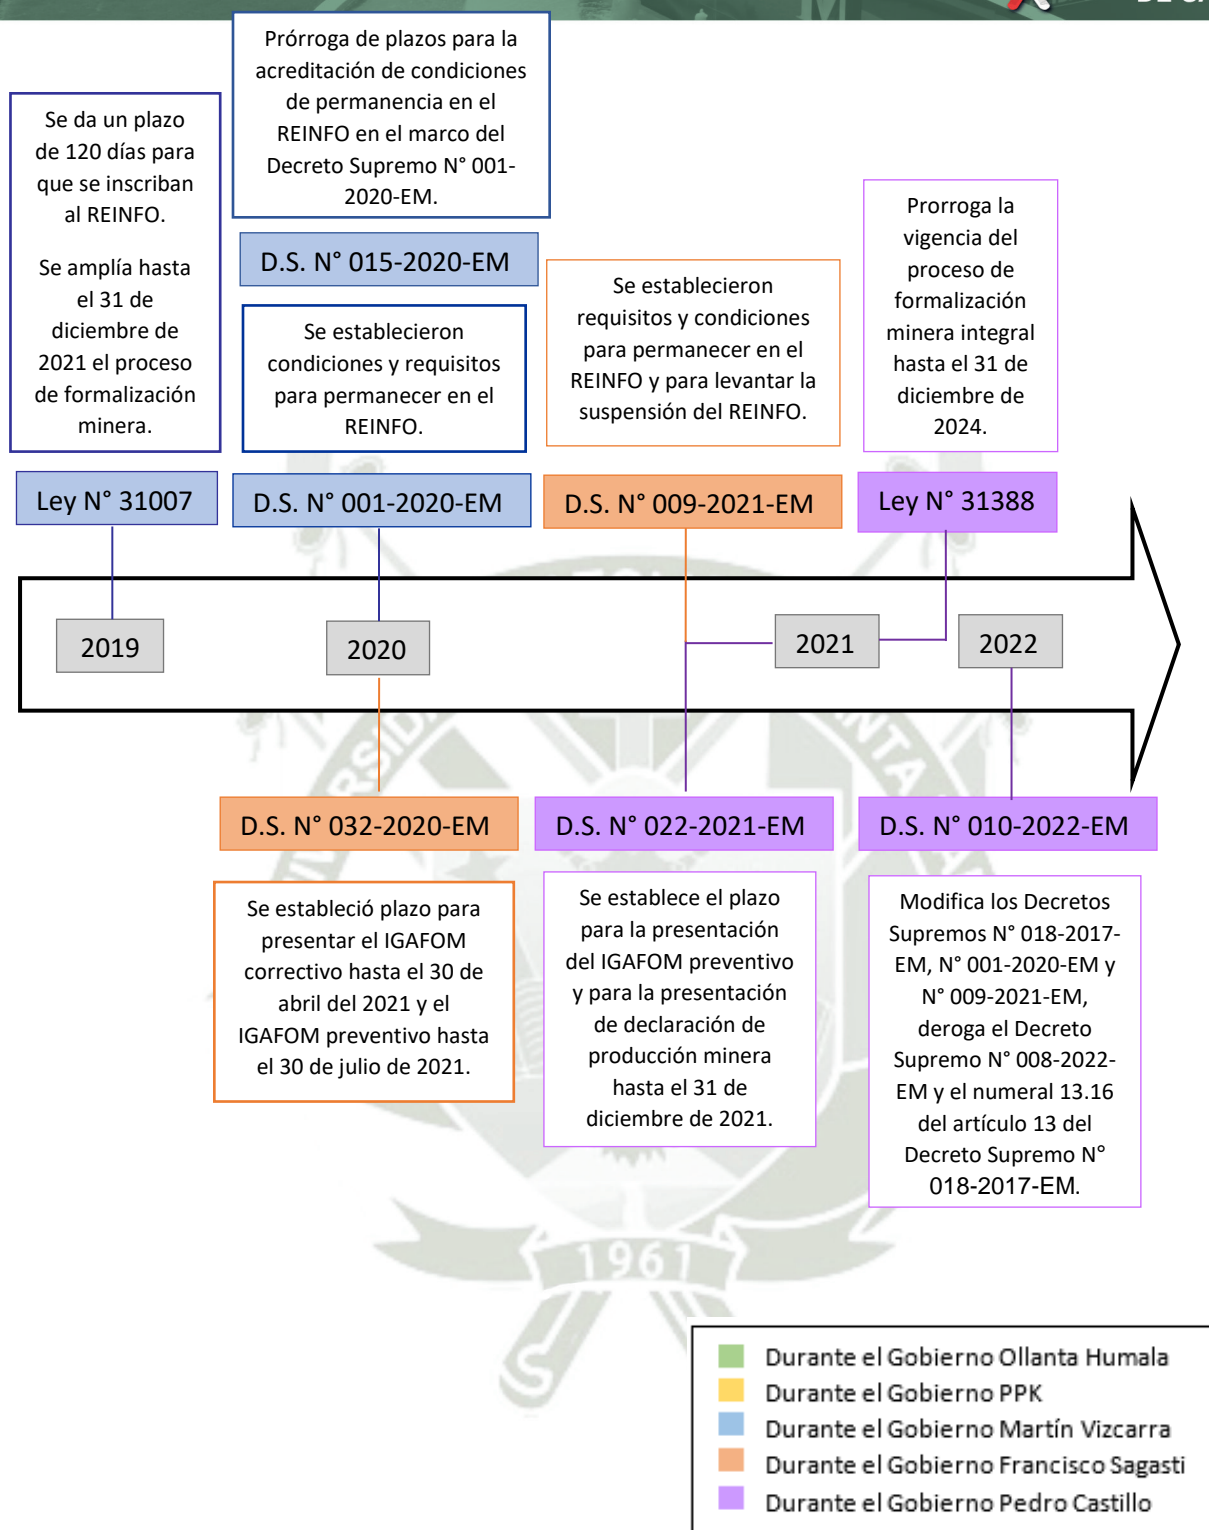 Prórroga de plazos para la
acreditación de condiciones
de permanencia en el
REINFO en el marco del
Decreto Supremo N° 001-
2020-EM.
Se da un plazo
de 120 días para
que se inscriban
al REINFO.
Se amplía hasta
el 31 de
diciembre de
2021 el proceso
de formalización
minera.
D.S. N° 015-2020-EM
Se establecieron
condiciones y requisitos
para permanecer en el
REINFO.
Se establecieron
requisitos y condiciones
para permanecer en el
REINFO y para levantar la
suspensión del REINFO.
Prorroga la
vigencia del
proceso de
formalización
minera integral
hasta el 31 de
diciembre de
2024.
Ley N° 31007
D.S. N° 001-2020-EM
D.S. N° 009-2021-EM
Ley N° 31388
2019
2020
2021
2022
D.S. N° 032-2020-EM
D.S. N° 022-2021-EM
D.S. N° 010-2022-EM
Se estableció plazo para
presentar el IGAFOM
correctivo hasta el 30 de
abril del 2021 y el
IGAFOM preventivo hasta
el 30 de julio de 2021.
Se establece el plazo
para la presentación
del IGAFOM preventivo
y para la presentación
de declaración de
producción minera
hasta el 31 de
diciembre de 2021.
Modifica los Decretos
Supremos N° 018-2017-
EM, N° 001-2020-EM y
N° 009-2021-EM,
deroga el Decreto
Supremo N° 008-2022-
EM y el numeral 13.16
del artículo 13 del
Decreto Supremo N°
018-2017-EM.
1961
Durante el Gobierno Ollanta Humala
Durante el Gobierno PPK
Durante el Gobierno Martín Vizcarra
Durante el Gobierno Francisco Sagasti
Durante el Gobierno Pedro Castillo